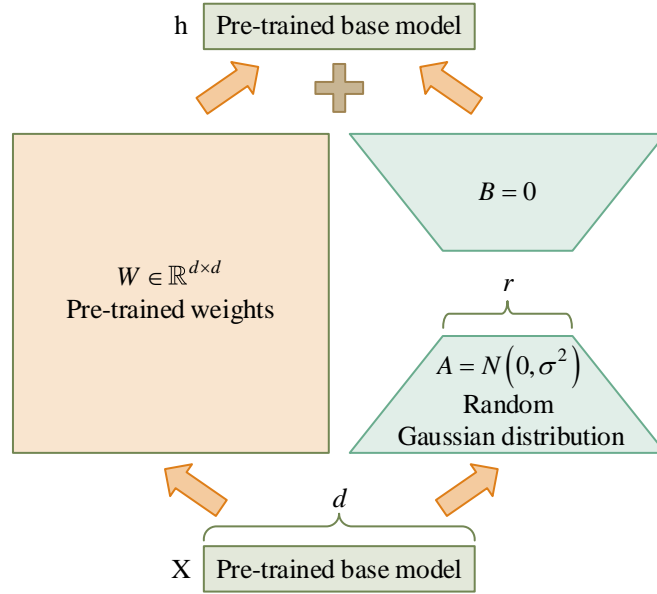 h Pre-trained base model
B = 0
W ∈ ℝ^{d×d}
Pre-trained weights
r
A = N(0, σ²)
Random
Gaussian distribution
d
X Pre-trained base model